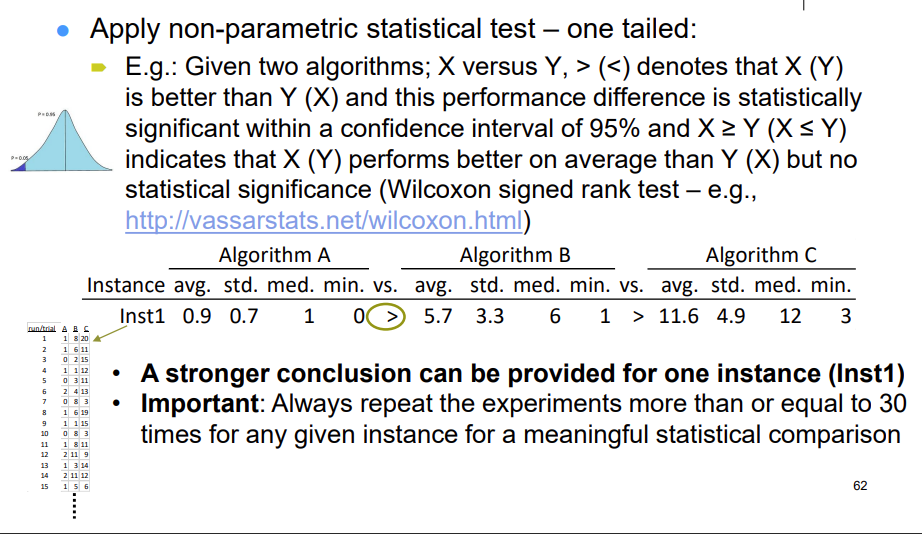 Apply non-parametric statistical test – one tailed:
E.g.: Given two algorithms; X versus Y, > (<) denotes that X (Y)
is better than Y (X) and this performance difference is statistically
significant within a confidence interval of 95% and X ≥ Y (X ≤ Y)
indicates that X (Y) performs better on average than Y (X) but no
statistical significance (Wilcoxon signed rank test – e.g.,
http://vassarstats.net/wilcoxon.html)
P = 0.95
P = 0.05
Algorithm A Algorithm B Algorithm C
Instance avg. std. med. min. vs. avg. std. med. min. vs. avg. std. med. min.
Inst1 0.9 0.7 1 0 > 5.7 3.3 6 1 > 11.6 4.9 12 3
run/trial A B C
1 1 8 20
2 1 6 11
3 0 2 15
4 1 1 12
5 0 3 11
6 2 4 13
7 0 8 3
8 1 6 19
9 1 1 15
10 0 8 3
11 1 8 11
12 2 11 9
13 1 3 14
14 2 11 12
15 1 5 6
• A stronger conclusion can be provided for one instance (Inst1)
• Important: Always repeat the experiments more than or equal to 30
times for any given instance for a meaningful statistical comparison
62